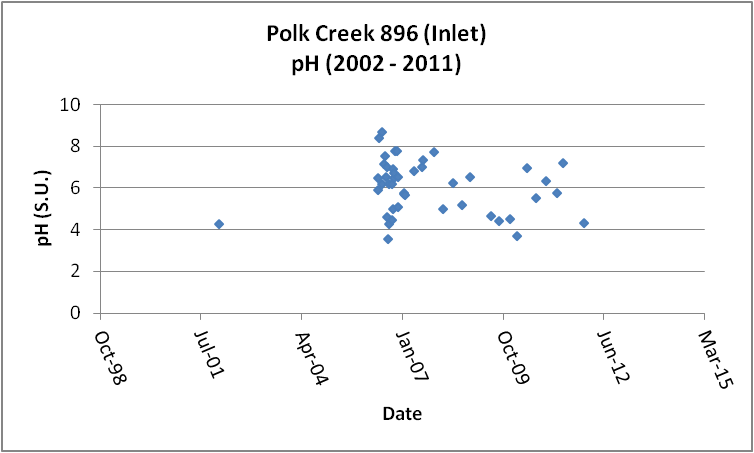 Polk Creek 896 (Inlet)
pH (2002 - 2011)
pH (S.U.)
10
8
6
4
2
0
Oct-98
Jul-01
Apr-04
Jan-07
Oct-09
Jun-12
Mar-15
Date